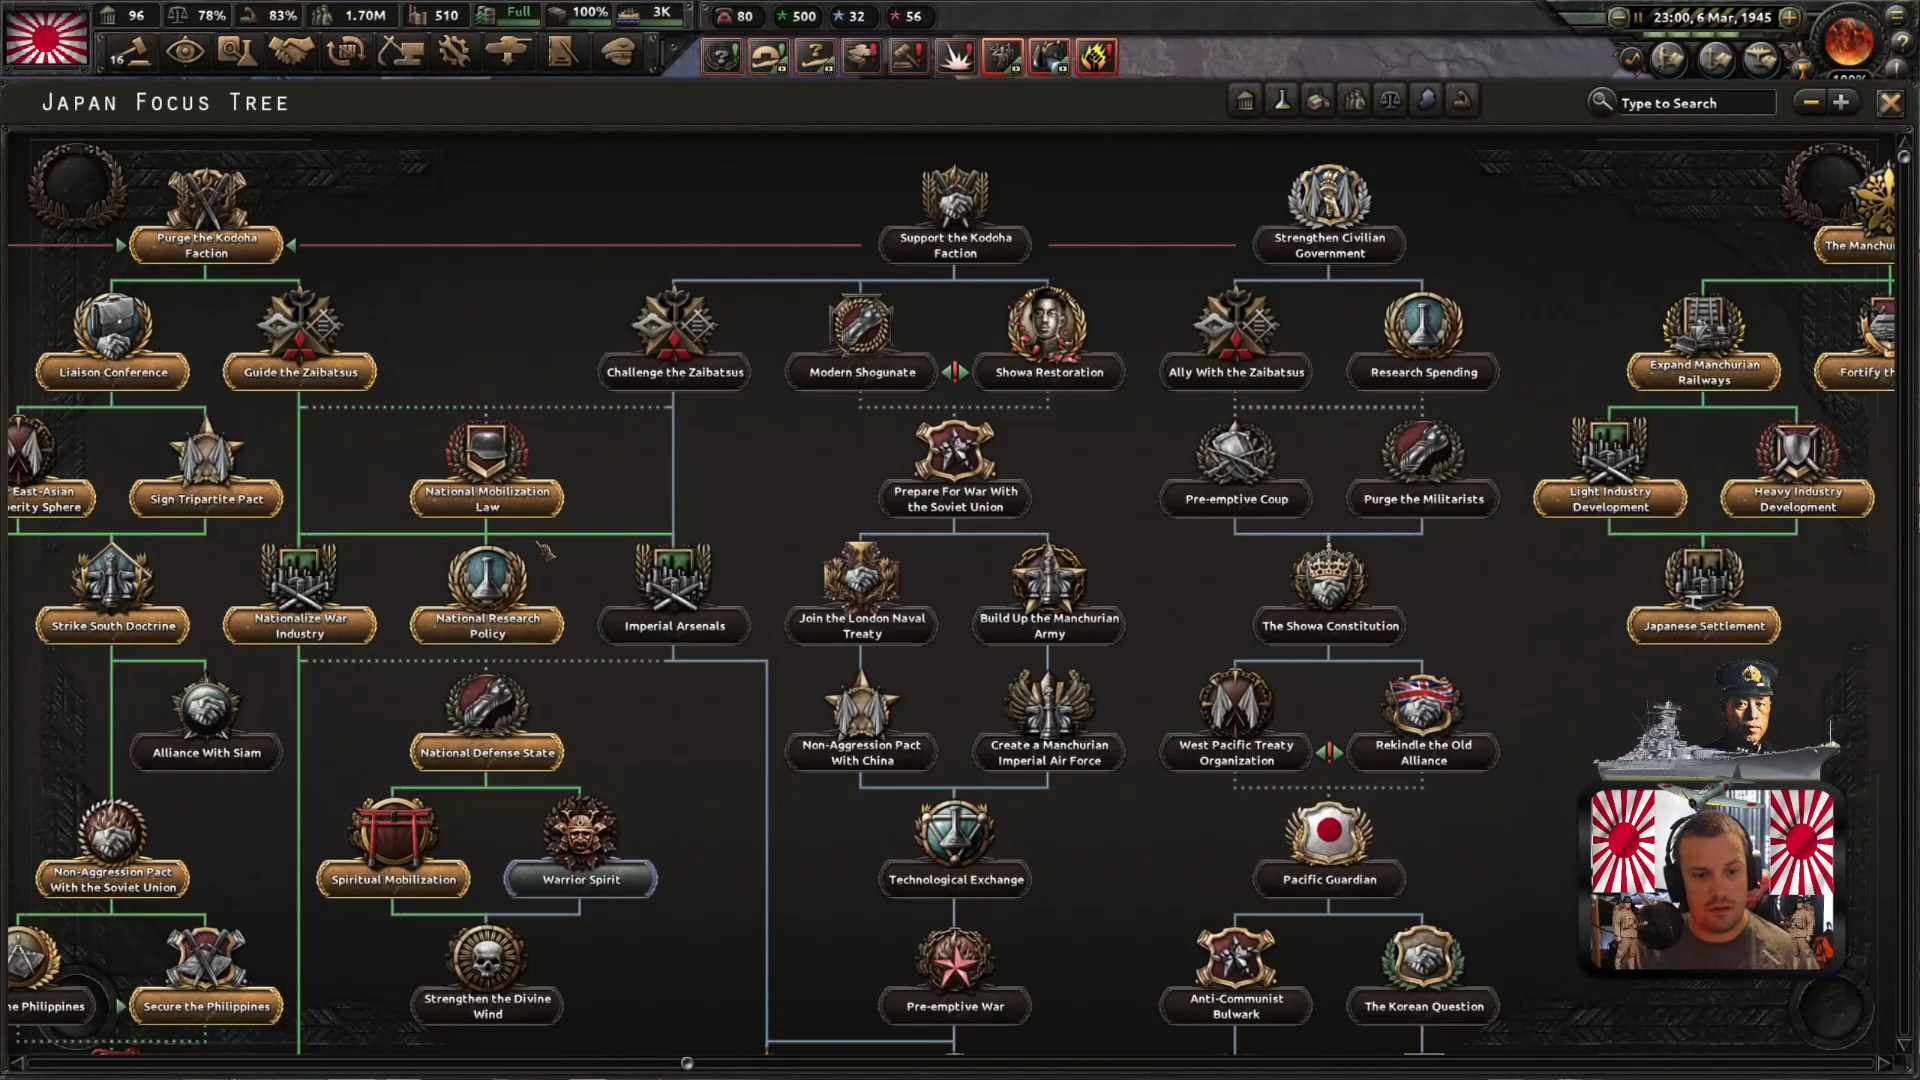 96
78%
83%
1.70M
510
Full
100%
3K
80
500
32
56
23:00, 6 Mar, 1945
16
100%
Japan Focus Tree
Type to Search
Purge the Kodoha
Faction
Support the Kodoha
Faction
Strengthen Civilian
Government
The Manchu
Liaison Conference
Guide the Zaibatsus
Challenge the Zaibatsus
Modern Shogunate
Showa Restoration
Ally With the Zaibatsus
Research Spending
Expand Manchurian
Railways
Fortify th
East-Asian
erity Sphere
Sign Tripartite Pact
National Mobilization
Law
Prepare For War With
the Soviet Union
Pre-emptive Coup
Purge the Militarists
Light Industry
Development
Heavy Industry
Development
Strike South Doctrine
Nationalize War
Industry
National Research
Policy
Imperial Arsenals
Join the London Naval
Treaty
Build Up the Manchurian
Army
The Showa Constitution
Japanese Settlement
Alliance With Siam
National Defense State
Non-Aggression Pact
With China
Create a Manchurian
Imperial Air Force
West Pacific Treaty
Organization
Rekindle the Old
Alliance
Non-Aggression Pact
With the Soviet Union
Spiritual Mobilization
Warrior Spirit
Technological Exchange
Pacific Guardian
he Philippines
Secure the Philippines
Strengthen the Divine
Wind
Pre-emptive War
Anti-Communist
Bulwark
The Korean Question